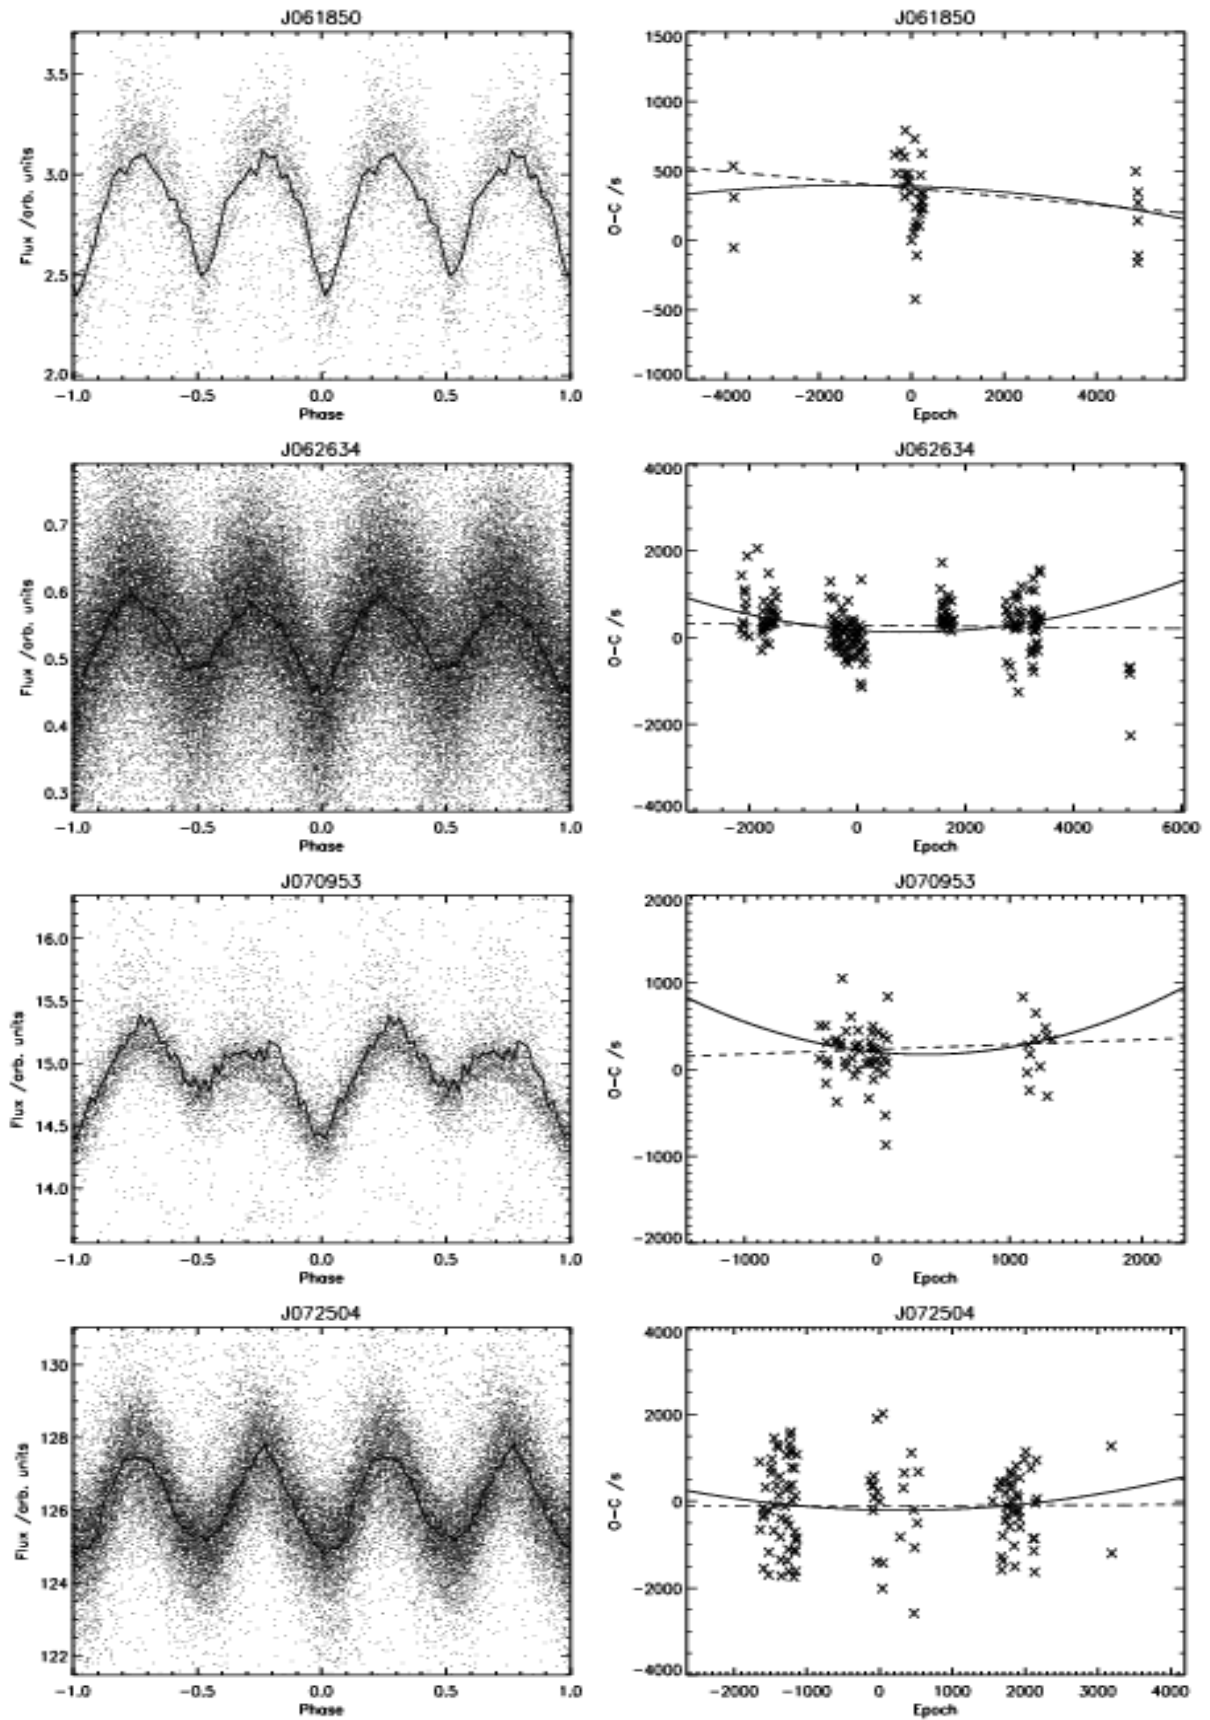 J061850
3.5
3.0
2.5
2.0
Flux /arb. units
-1.0 -0.5 0.0 0.5 1.0
Phase
J061850
1500
1000
500
0
-500
-1000
O-C /s
-4000 -2000 0 2000 4000
Epoch
J062634
0.7
0.6
0.5
0.4
0.3
Flux /arb. units
-1.0 -0.5 0.0 0.5 1.0
Phase
J062634
4000
2000
0
-2000
-4000
O-C /s
-2000 0 2000 4000 6000
Epoch
J070953
16.0
15.5
15.0
14.5
14.0
Flux /arb. units
-1.0 -0.5 0.0 0.5 1.0
Phase
J070953
2000
1000
0
-1000
-2000
O-C /s
-1000 0 1000 2000
Epoch
J072504
130
128
126
124
122
Flux /arb. units
-1.0 -0.5 0.0 0.5 1.0
Phase
J072504
4000
2000
0
-2000
-4000
O-C /s
-2000 -1000 0 1000 2000 3000 4000
Epoch